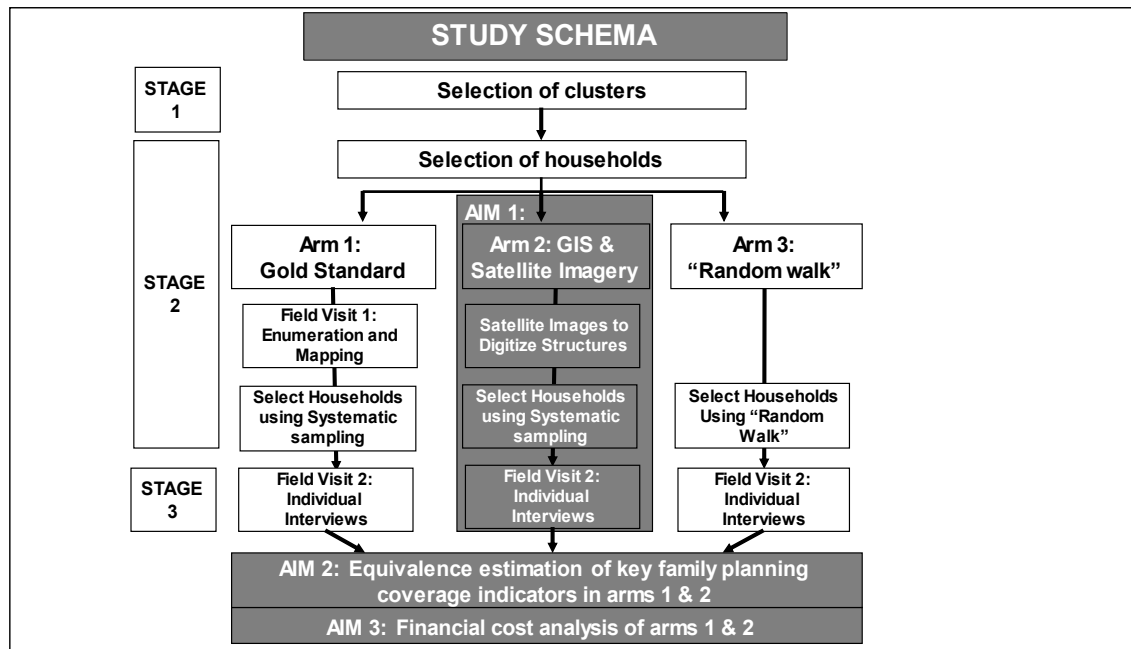 STUDY SCHEMA
STAGE
1
Selection of clusters
STAGE
2
Selection of households
Arm 1:
Gold Standard
Field Visit 1:
Enumeration and
Mapping
Select Households
using Systematic
sampling
AIM 1:
Arm 2: GIS &
Satellite Imagery
Satellite Images to
Digitize Structures
Select Households
using Systematic
sampling
Arm 3:
“Random walk”
Select Households
Using “Random
Walk”
STAGE
3
Field Visit 2:
Individual
Interviews
Field Visit 2:
Individual
Interviews
Field Visit 2:
Individual
Interviews
AIM 2: Equivalence estimation of key family planning
coverage indicators in arms 1 & 2
AIM 3: Financial cost analysis of arms 1 & 2